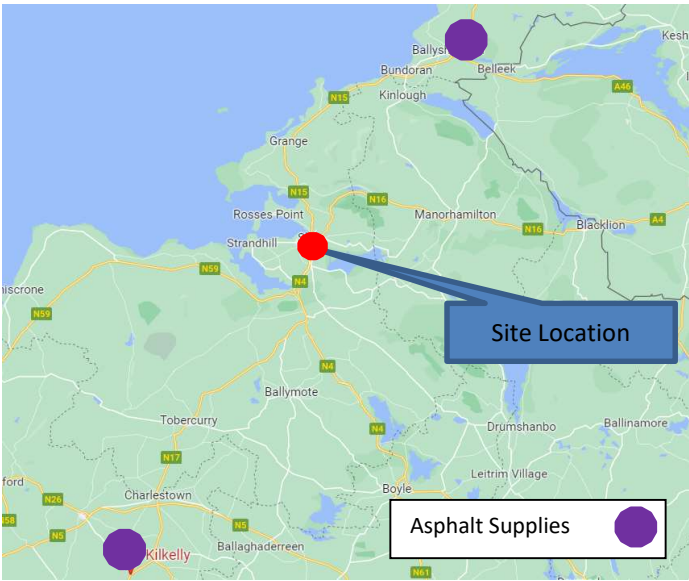 Kesh
Ballys
Bundoran
Belleek
Kinlough
A46
N15
Grange
N15
N16
Rosses Point
Manorhamilton
Strandhill
S
N16
Blacklion
A4
N59
niscrone
N4
N59
Site Location
N4
Ballymote
Tobercurry
N4
Drumshanbo
Ballinamore
N17
Leitrim Village
ford
Charlestown
Boyle
N26
N58
N5
N5
Asphalt Supplies
Kilkelly
Ballaghaderreen
N61